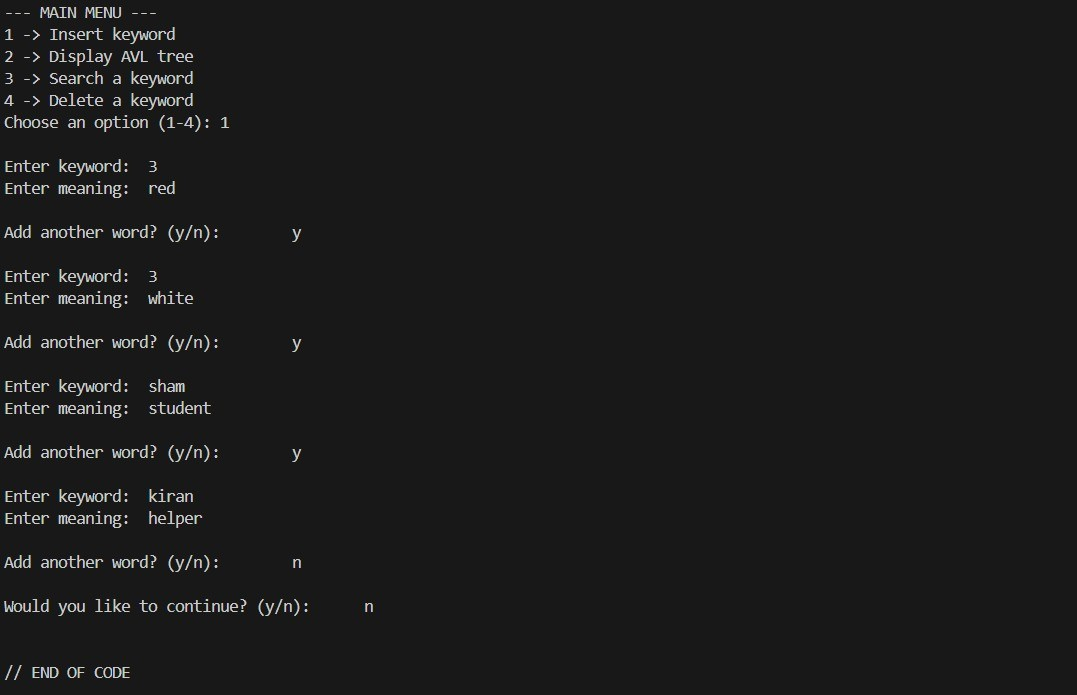 --- MAIN MENU ---
1 -> Insert keyword
2 -> Display AVL tree
3 -> Search a keyword
4 -> Delete a keyword
Choose an option (1-4): 1
Enter keyword:  3
Enter meaning:  red
Add another word? (y/n):        y
Enter keyword:  3
Enter meaning:  white
Add another word? (y/n):        y
Enter keyword:  sham
Enter meaning:  student
Add another word? (y/n):        y
Enter keyword:  kiran
Enter meaning:  helper
Add another word? (y/n):        n
Would you like to continue? (y/n):      n
// END OF CODE